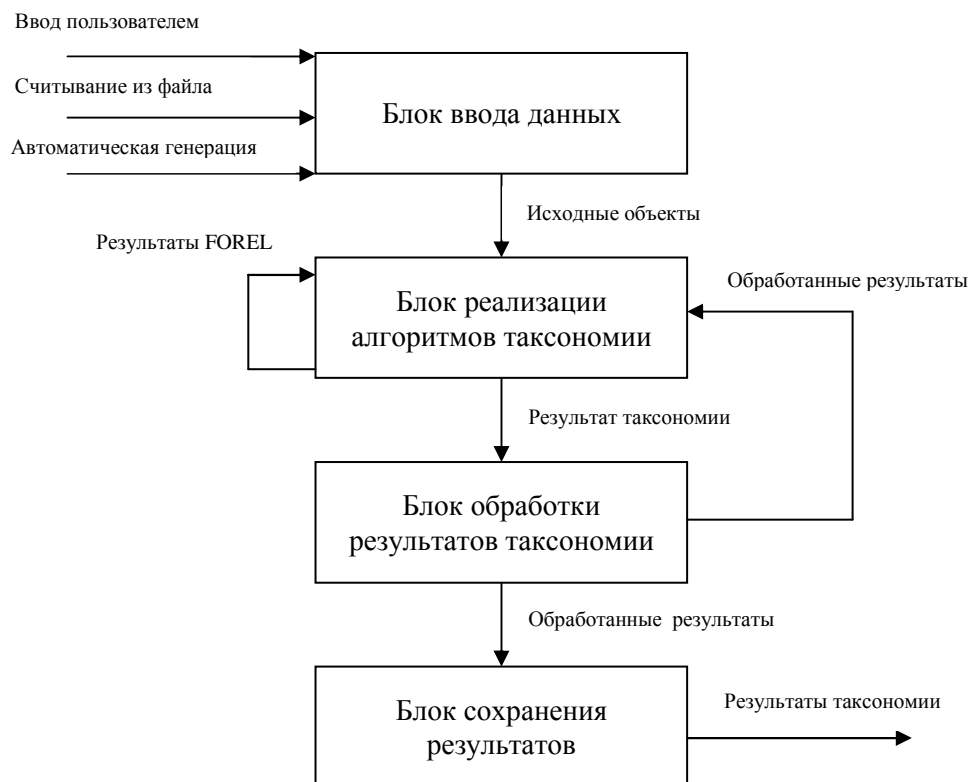 Ввод пользователем
Считывание из файла
Автоматическая генерация
Блок ввода данных
Исходные объекты
Результаты FOREL
Обработанные результаты
Блок реализации
алгоритмов таксономии
Результат таксономии
Блок обработки
результатов таксономии
Обработанные результаты
Результаты таксономии
Блок сохранения
результатов